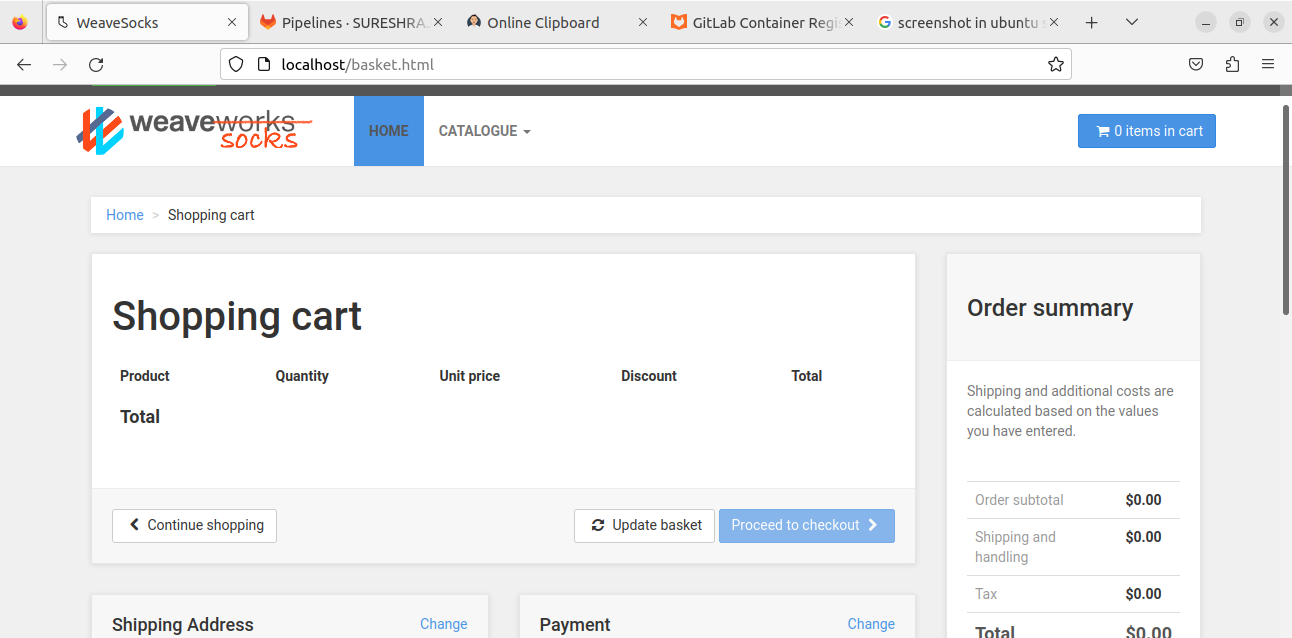 WeaveSocks
Pipelines · SURESHRA
Online Clipboard
GitLab Container Regi
screenshot in ubuntu
localhost/basket.html
weaveworks
socks
HOME
CATALOGUE
0 items in cart
Home > Shopping cart
Shopping cart
Product Quantity Unit price Discount Total
Total
Continue shopping
Update basket
Proceed to checkout
Order summary
Shipping and additional costs are
calculated based on the values
you have entered.
Order subtotal $0.00
Shipping and $0.00
handling
Tax $0.00
Total $0.00
Shipping Address Change
Payment Change